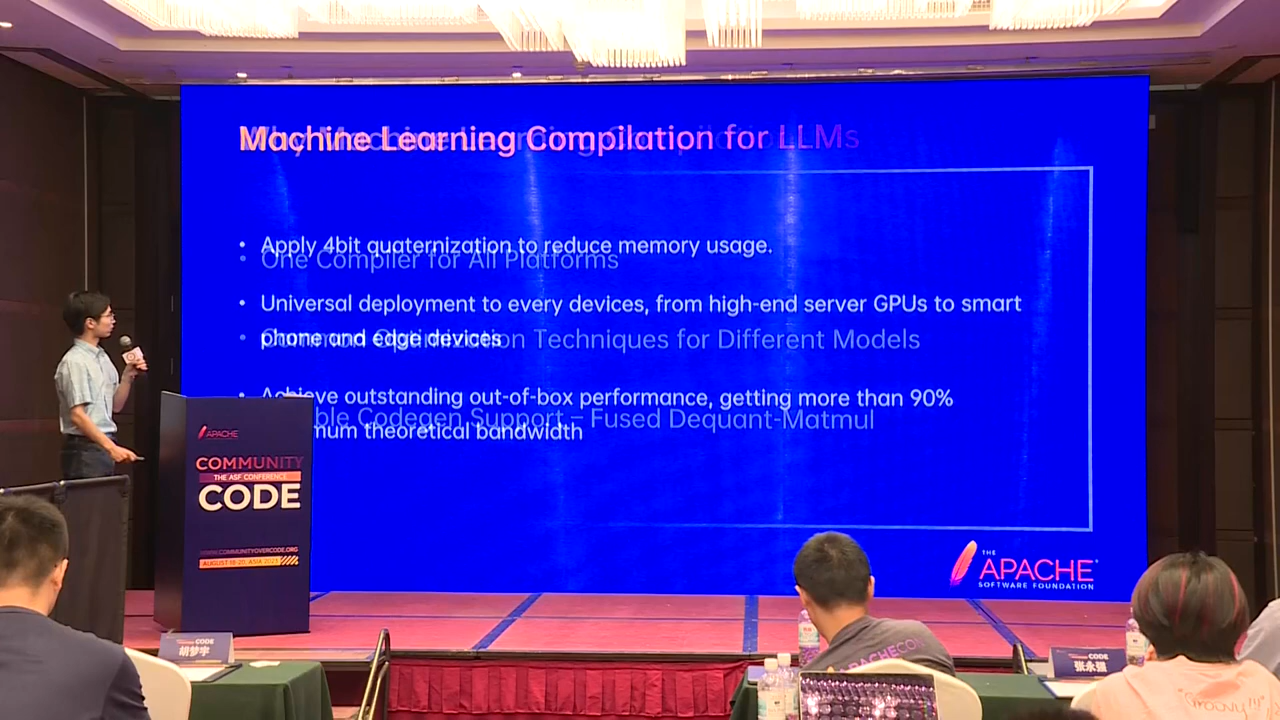 Machine Learning Compilation for LLMs
• Apply 4bit quaternization to reduce memory usage.
• One Compiler for All Platforms
• Universal deployment to every devices, from high-end server GPUs to smart
phone and edge devices
• Common Optimization Techniques for Different Models
• Achieve outstanding out-of-box performance, getting more than 90%
Codegen Support – Fused Dequant-Matmul
theoretical bandwidth
THE
APACHE
SOFTWARE FOUNDATION
APACHE
COMMUNITY
THE ASF CONFERENCE
CODE
WWW.COMMUNITYOVERCODE.ORG
AUGUST 18-20, ASIA 2023
CODE
胡梦宇
CODE
张永强